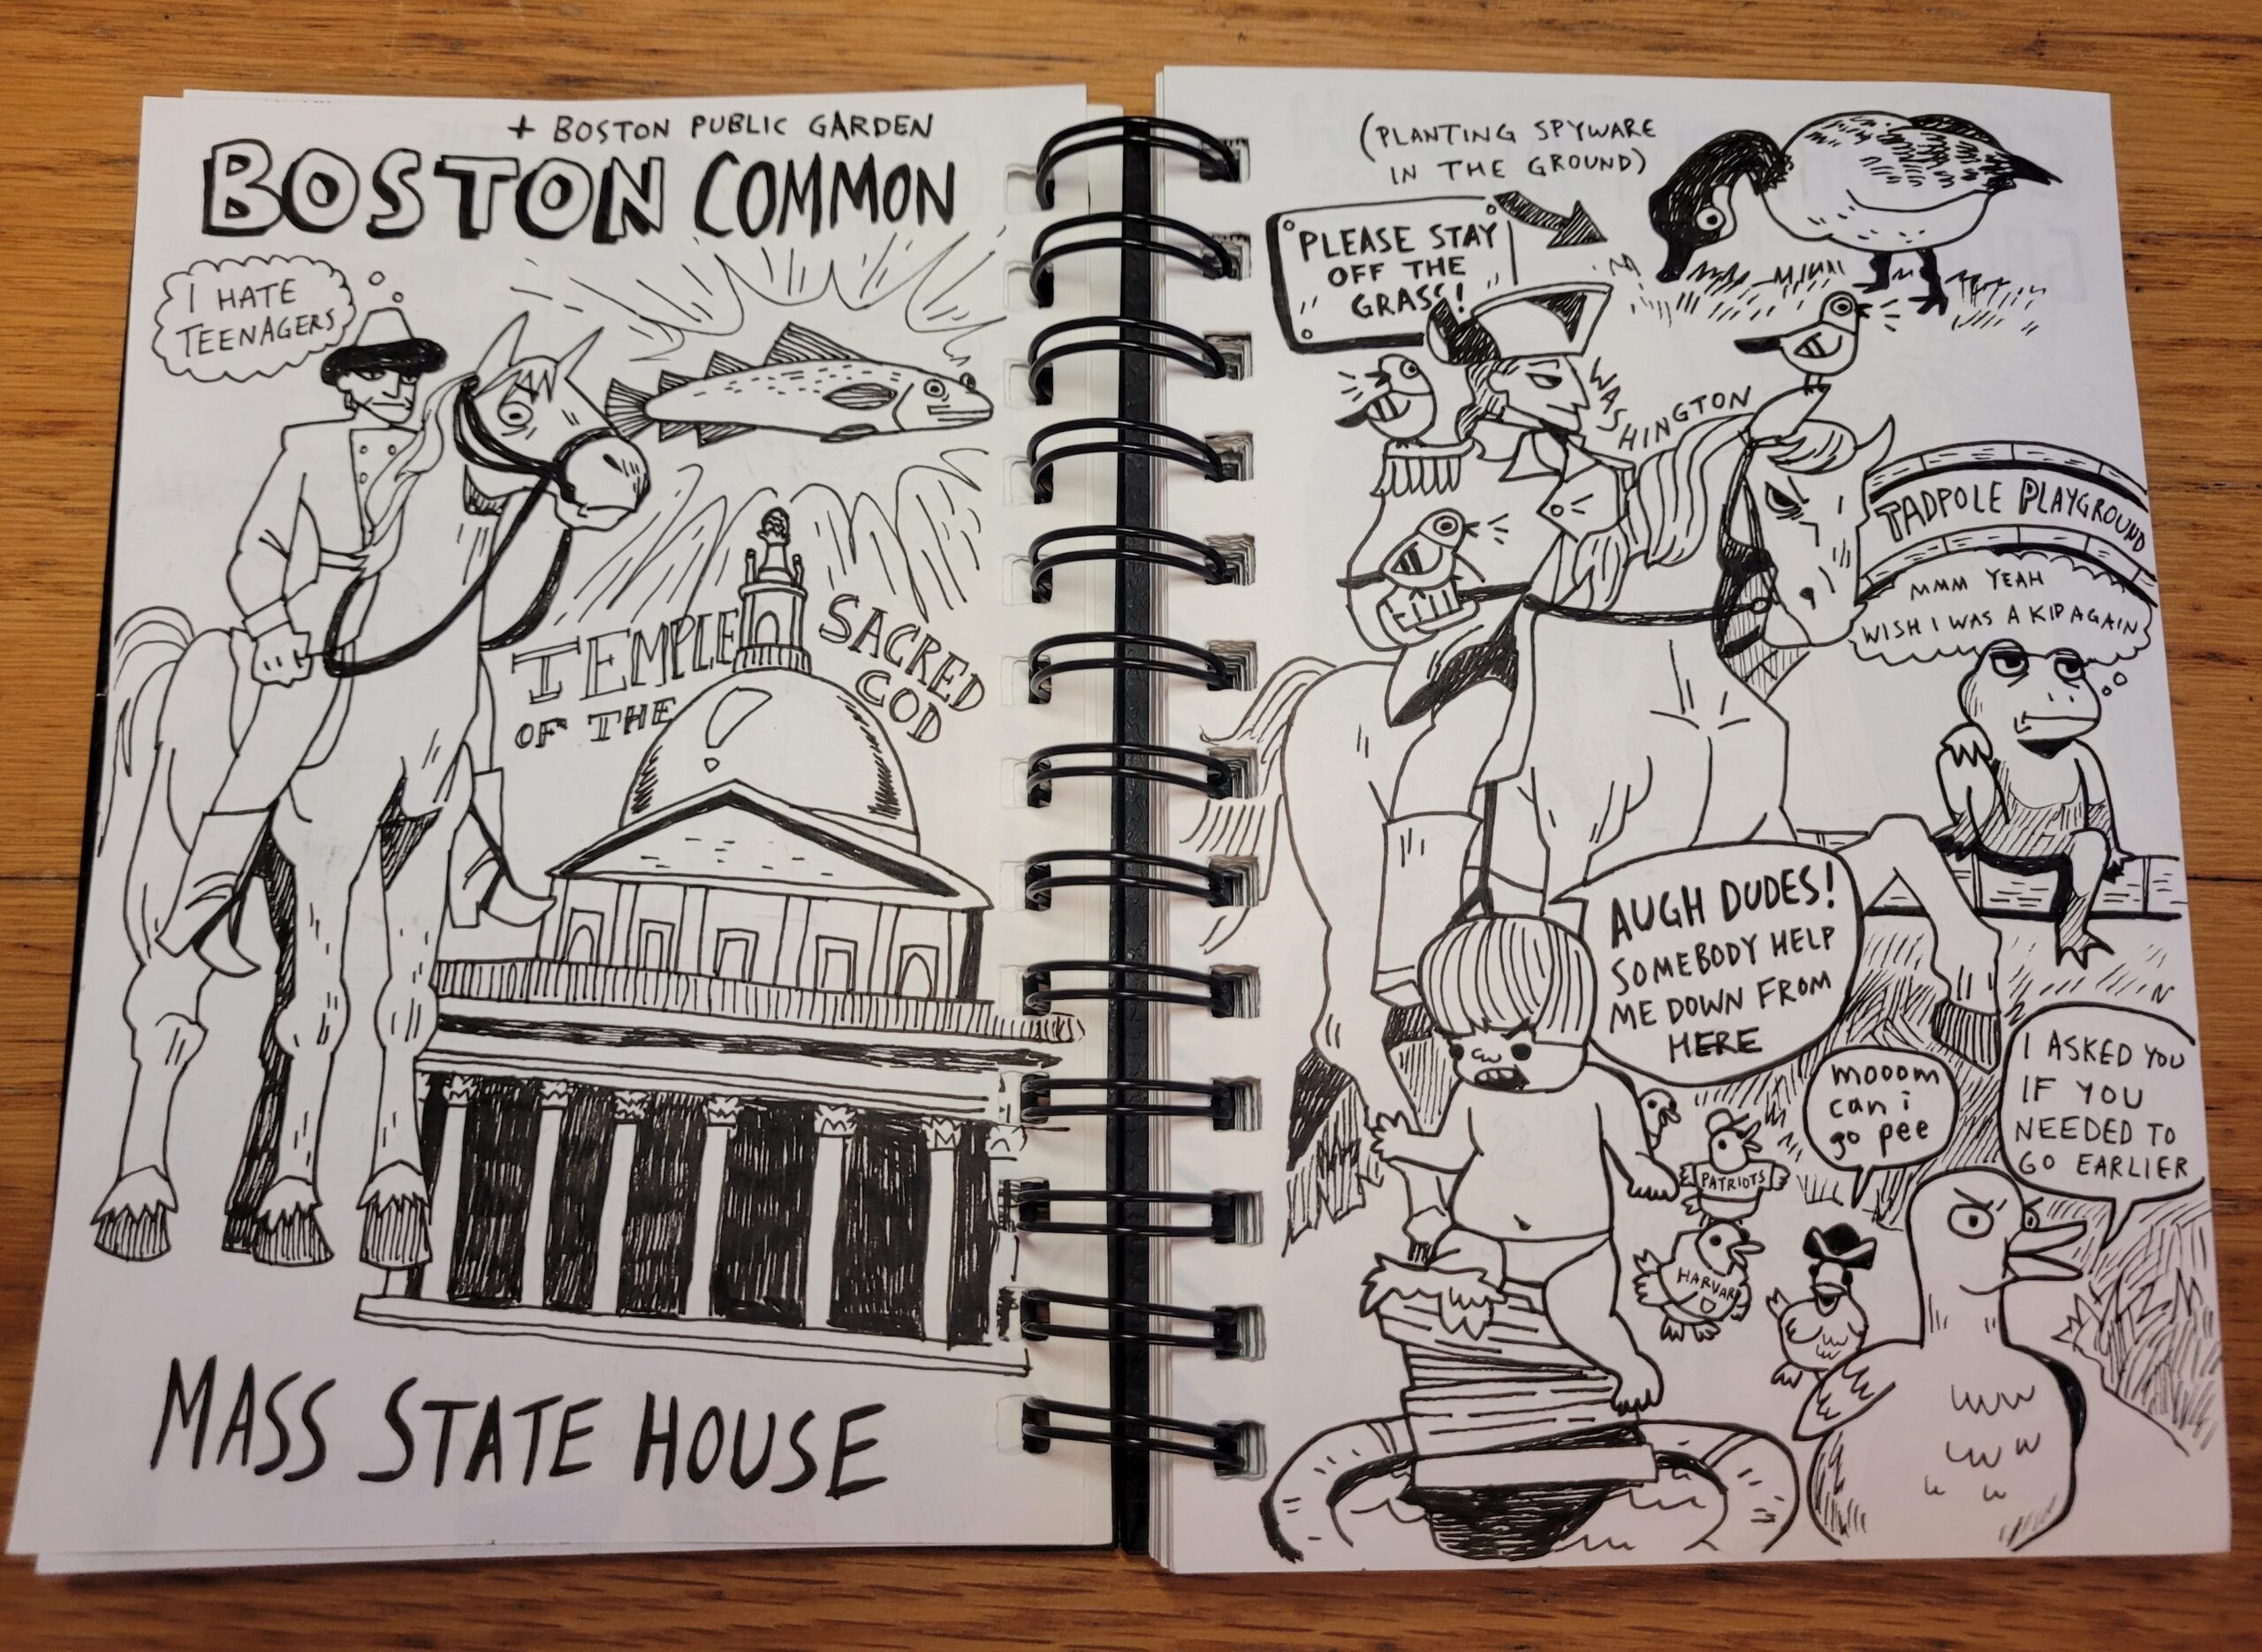 + BOSTON PUBLIC GARDEN
BOSTON COMMON
I HATE
TEENAGERS
TEMPLE
OF THE
SACRED
COD
MASS STATE HOUSE
(PLANTING SPYWARE
IN THE GROUND)
PLEASE STAY
OFF THE
GRASS!
WASHINGTON
TADPOLE PLAYGROUND
MMM YEAH
WISH I WAS A KID AGAIN
AUGH DUDES!
SOMEBODY HELP
ME DOWN FROM
HERE
mooom
can i
go pee
I ASKED YOU
IF YOU
NEEDED TO
GO EARLIER
PATRIOTS
HARVAR
D